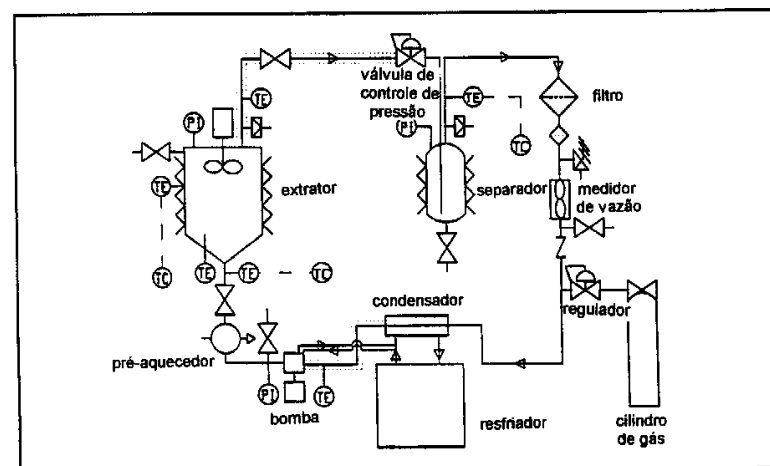 TE
válvula de
controle de
pressão
filtro
PI
PI
TE
TC
TE
extrator
separador
medidor
de vazão
TC
TE
TE
TC
condensador
regulador
pré-aquecedor
PI
TE
bomba
resfriador
cilindro
de gás